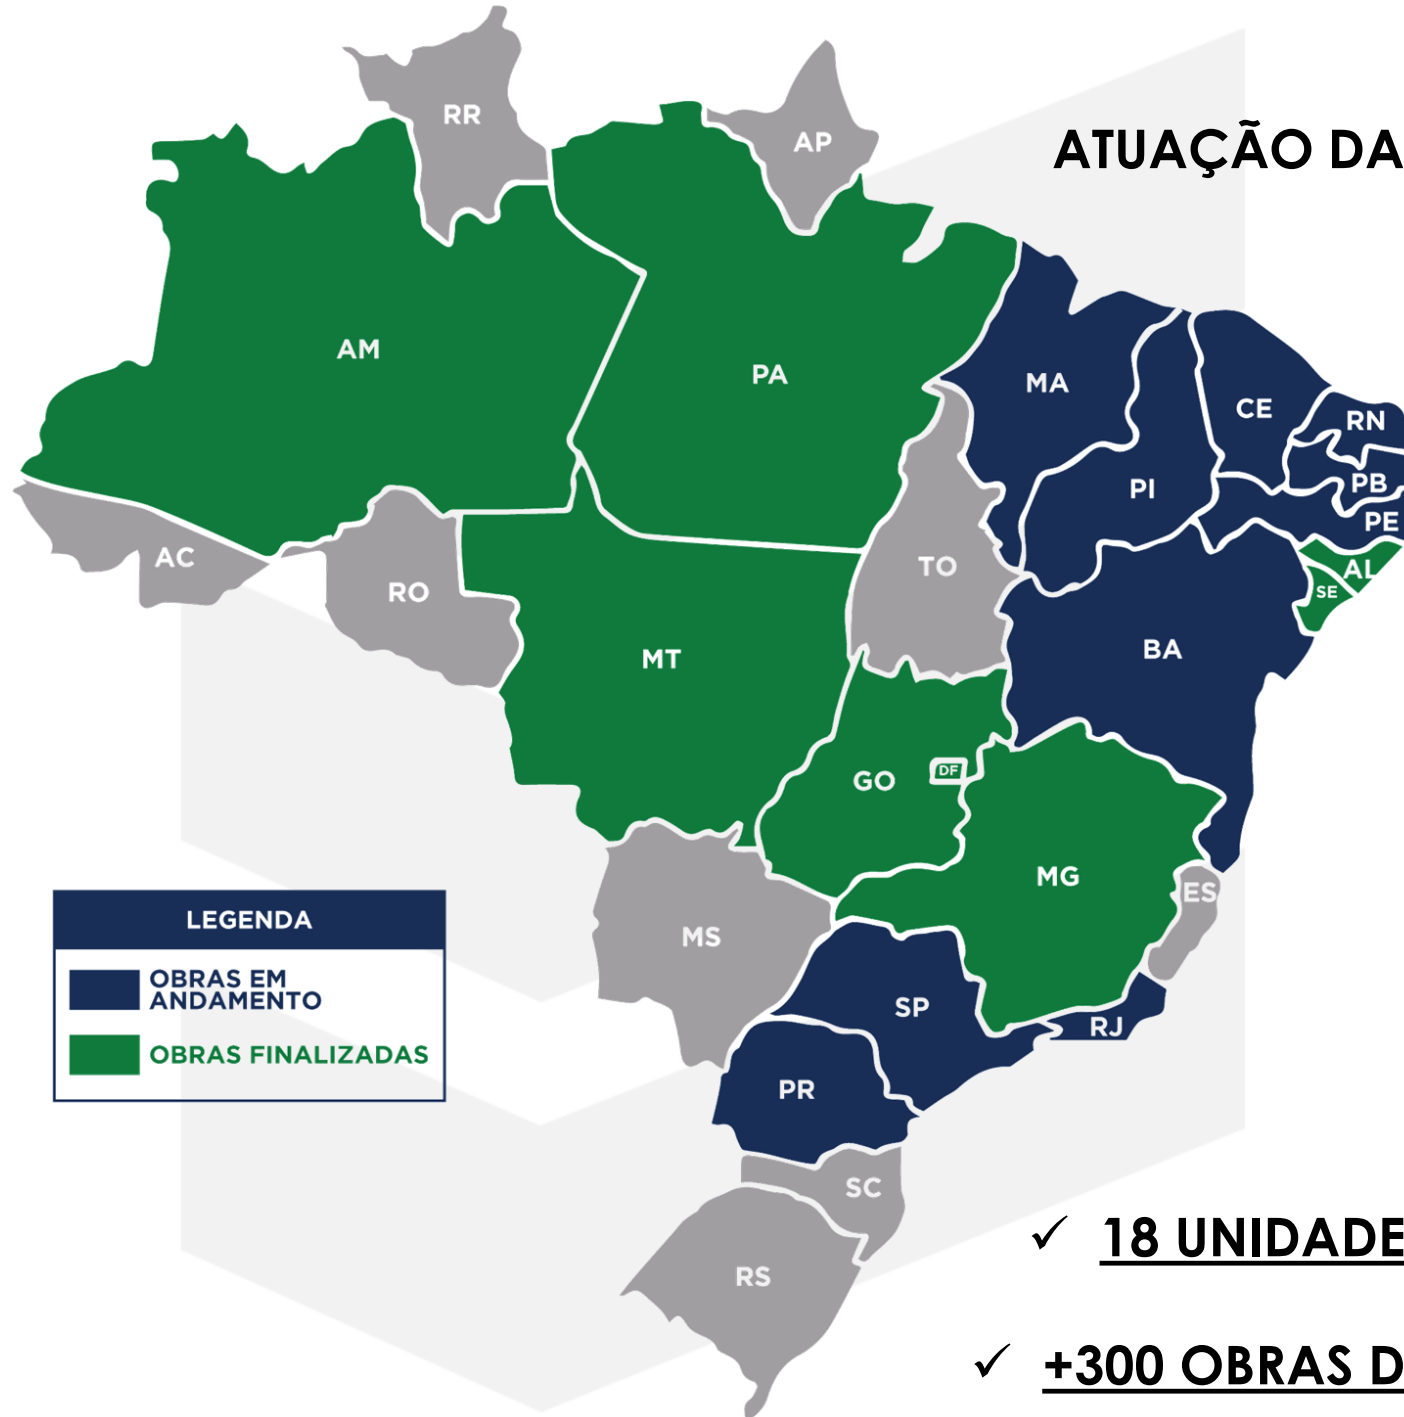 RR
AP
ATUAÇÃO DA
AM
PA
MA
CE
RN
PI
PB
PE
AC
TO
AL
RO
SE
MT
BA
GO
DF
MG
ES
LEGENDA
MS
OBRAS EM
ANDAMENTO
SP
RJ
OBRAS FINALIZADAS
PR
SC
✓ 18 UNIDADE
RS
✓ +300 OBRAS D